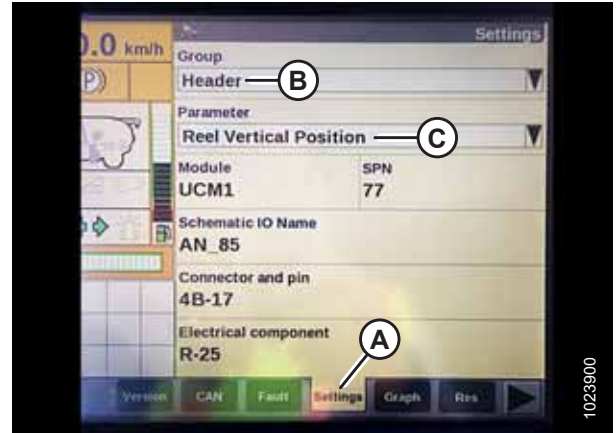 0.0 km/h
Settings
Group
Header
B
Parameter
Reel Vertical Position
C
Module SPN
UCM1 77
Schematic IO Name
AN_85
Connector and pin
4B-17
Electrical component
R-25
A
Version CAN Fault Settings Graph Res
1023900